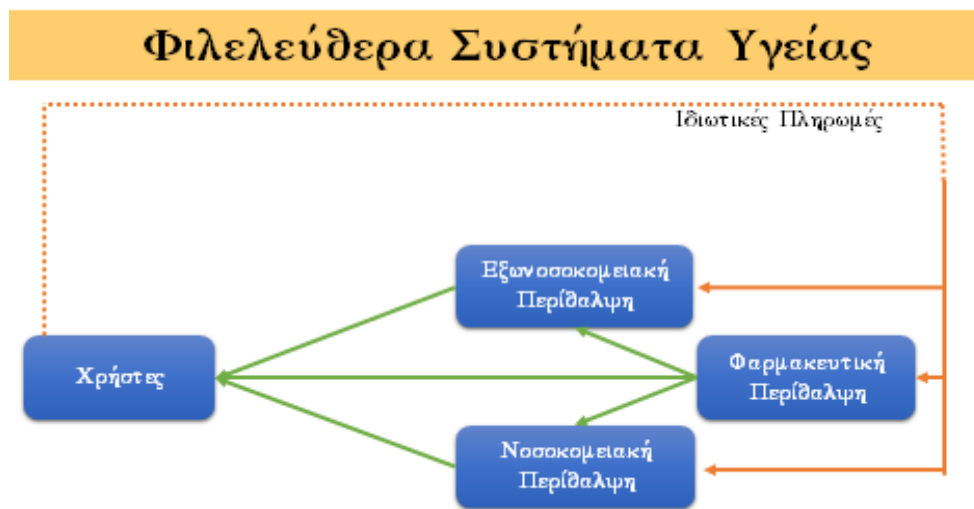 Φιλελεύθερα Συστήματα Υγείας
Ιδιωτικές Πληρωμές
Εξωνοσοκομειακή
Περίθαλψη
Χρήστες
Φαρμακευτική
Περίθαλψη
Νοσοκομειακή
Περίθαλψη